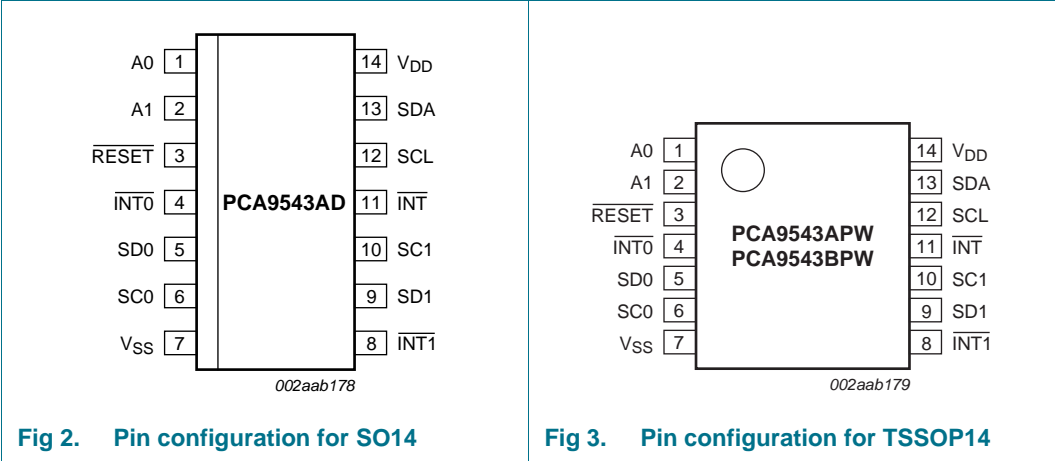 A0 1 14 VDD
A1 2 13 SDA
RESET 3 12 SCL
INT0 4 PCA9543AD 11 INT
SD0 5 10 SC1
SC0 6 9 SD1
VSS 7 8 INT1
002aab178
Fig 2. Pin configuration for SO14
A0 1 14 VDD
A1 2 13 SDA
RESET 3 12 SCL
INT0 4 PCA9543APW 11 INT
PCA9543BPW
SD0 5 10 SC1
SC0 6 9 SD1
VSS 7 8 INT1
002aab179
Fig 3. Pin configuration for TSSOP14